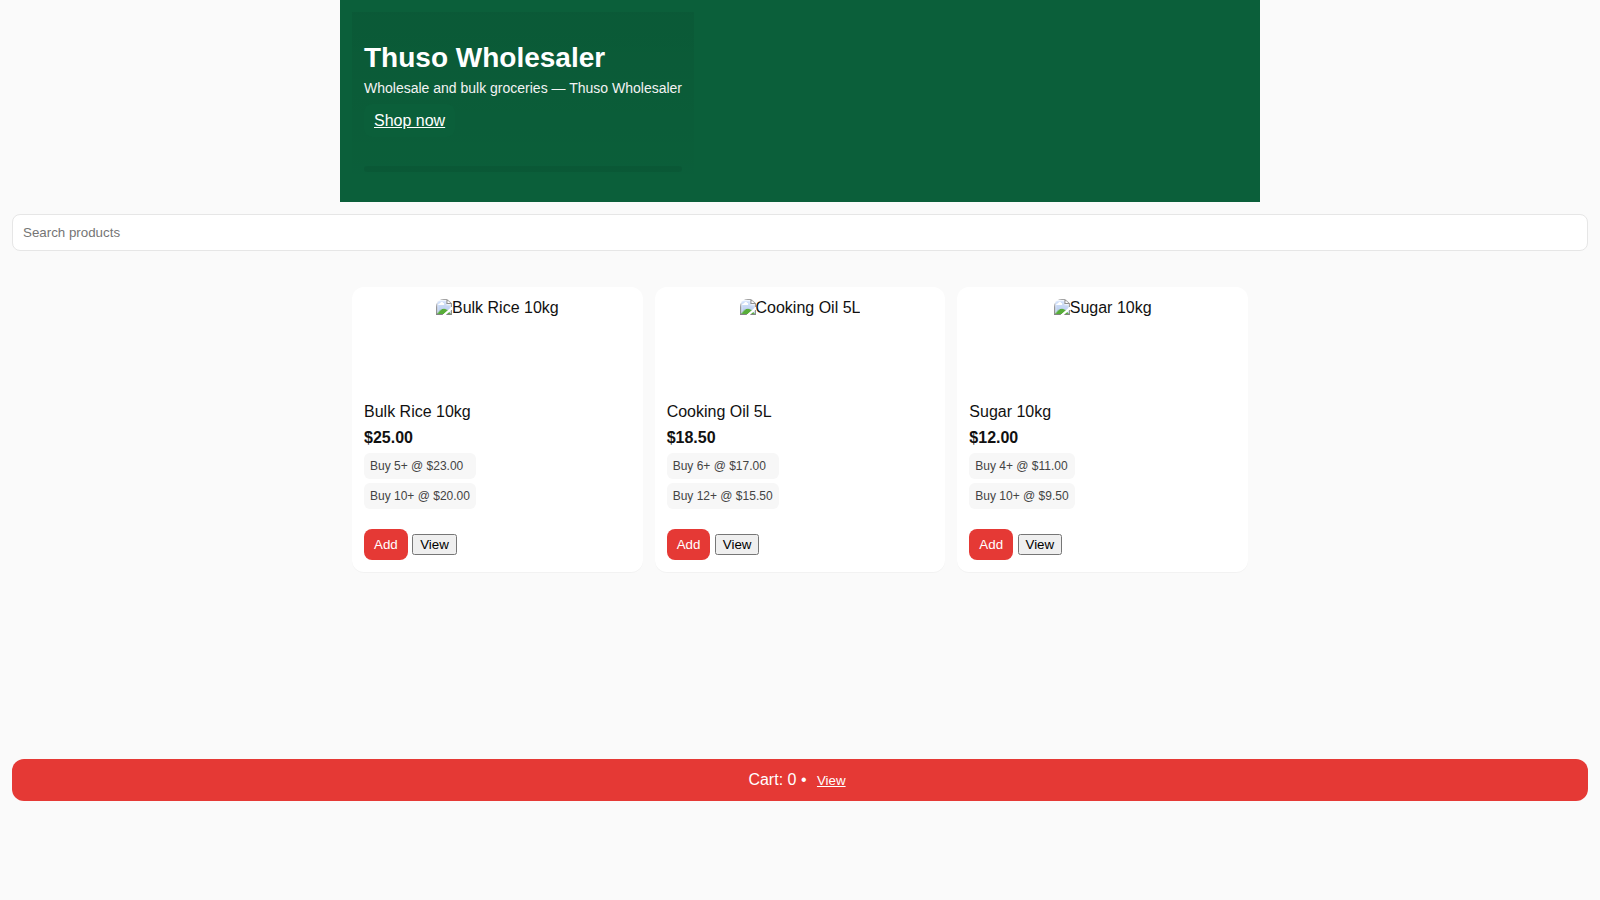 Thuso Wholesaler
Wholesale and bulk groceries — Thuso Wholesaler
Shop now
Search products
Bulk Rice 10kg
Cooking Oil 5L
Sugar 10kg
Bulk Rice 10kg
$25.00
Buy 5+ @ $23.00
Buy 10+ @ $20.00
Add View
Cooking Oil 5L
$18.50
Buy 6+ @ $17.00
Buy 12+ @ $15.50
Add View
Sugar 10kg
$12.00
Buy 4+ @ $11.00
Buy 10+ @ $9.50
Add View
Cart: 0 • View